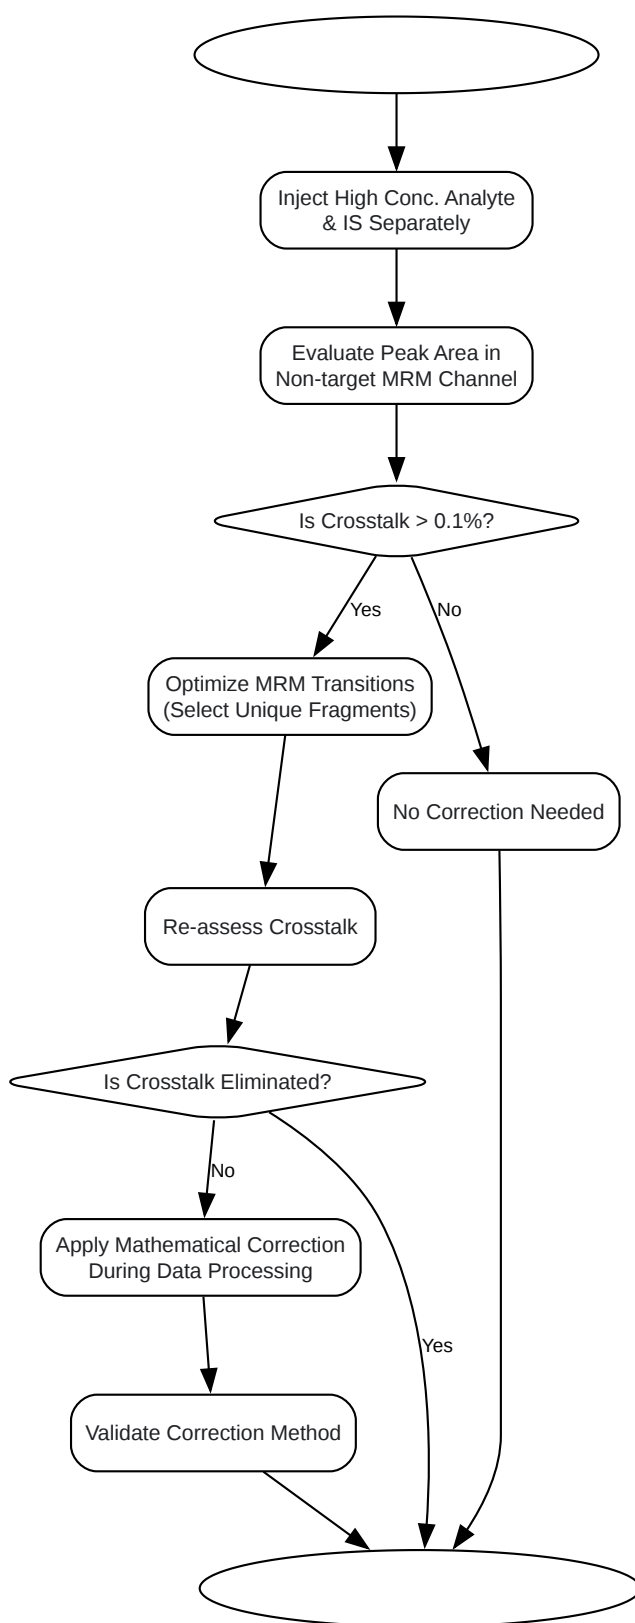 Inject High Conc. Analyte
& IS Separately
Evaluate Peak Area in
Non-target MRM Channel
Is Crosstalk > 0.1%?
Yes
No
Optimize MRM Transitions
(Select Unique Fragments)
No Correction Needed
Re-assess Crosstalk
Is Crosstalk Eliminated?
No
Apply Mathematical Correction
During Data Processing
Yes
Validate Correction Method